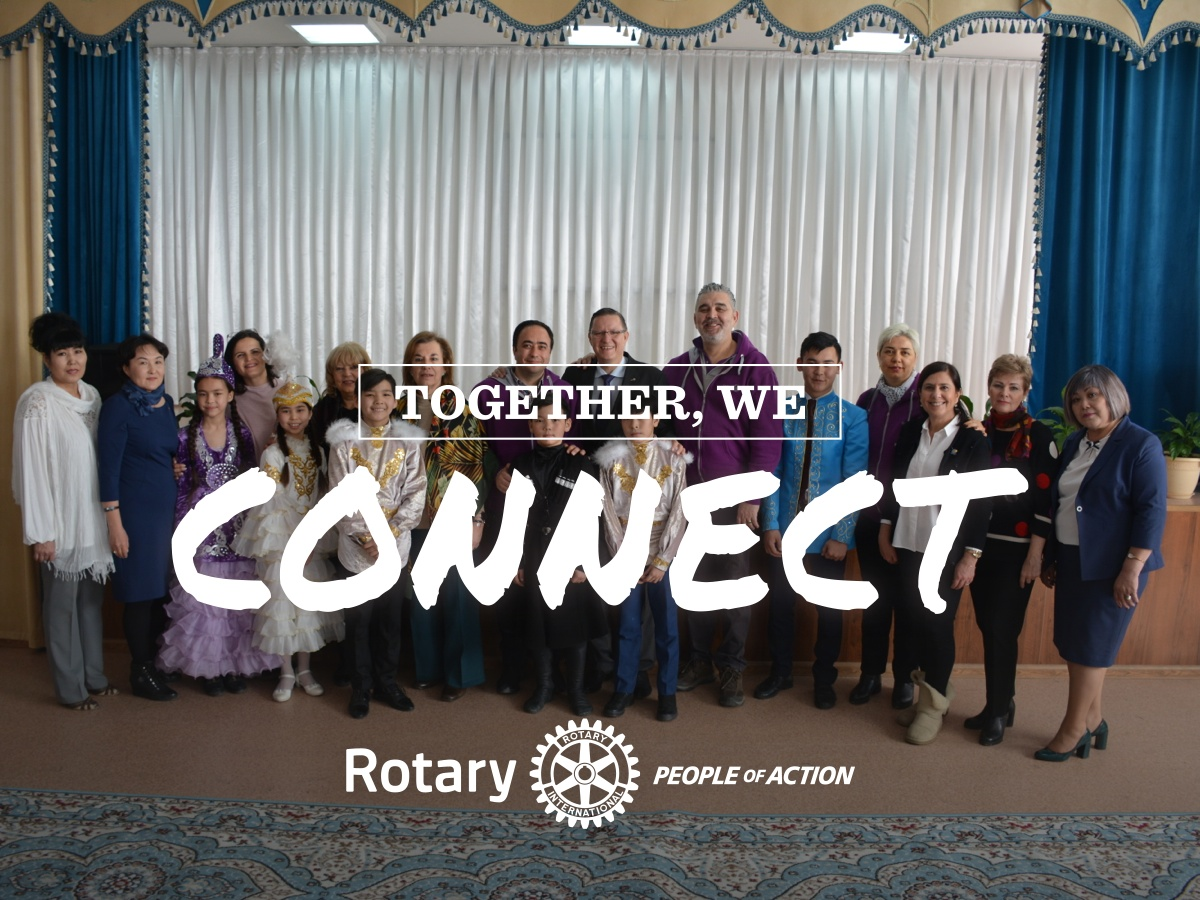 TOGETHER, WE
CONNECT
Rotary
ROTARY
INTERNATIONAL
PEOPLE OF ACTION